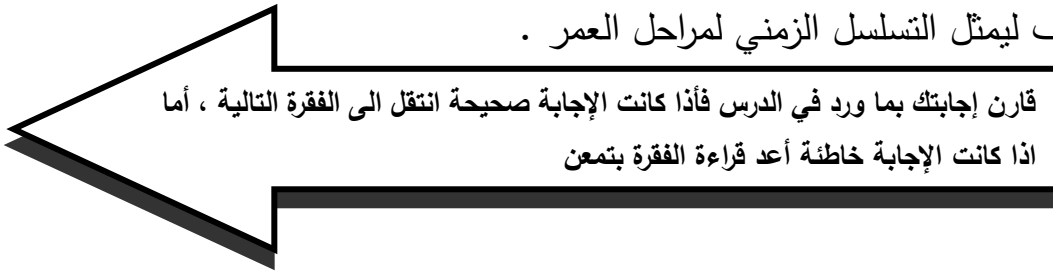 ليمثل التسلسل الزمني لمراحل العمر .
قارن إجابتك بما ورد في الدرس فأذا كانت الإجابة صحيحة انتقل الى الفقرة التالية ، أما
اذا كانت الإجابة خاطئة أعد قراءة الفقرة بتمعن